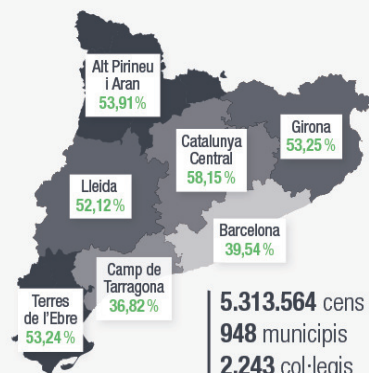 Alt Pirineu
i Aran
53,91 %
Girona
53,25 %
Catalunya
Central
58,15 %
Lleida
52,12 %
Barcelona
39,54 %
Camp de
Tarragona
36,82 %
Terres
de l'Ebre
53,24 %
5.313.564 cens
948 municipis
2.243 col·legis